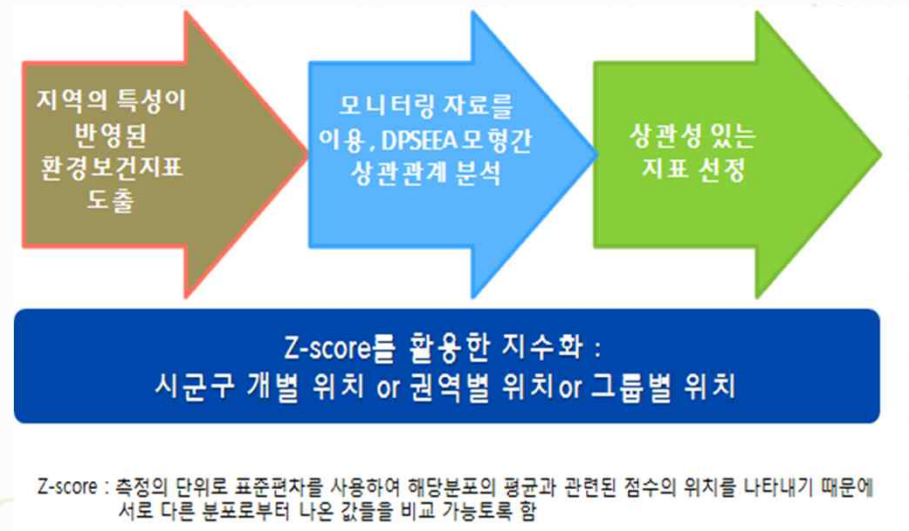 지역의 특성이
반영된
환경보건지표
도출
모니터링 자료를
이용, DPSEEA 모형간
상관관계 분석
상관성 있는
지표 선정
Z-score를 활용한 지수화 :
시군구 개별 위치 or 권역별 위치or 그룹별 위치
Z-score : 측정의 단위로 표준편차를 사용하여 해당분포의 평균과 관련된 점수의 위치를 나타내기 때문에
서로 다른 분포로부터 나온 값들을 비교 가능토록 함